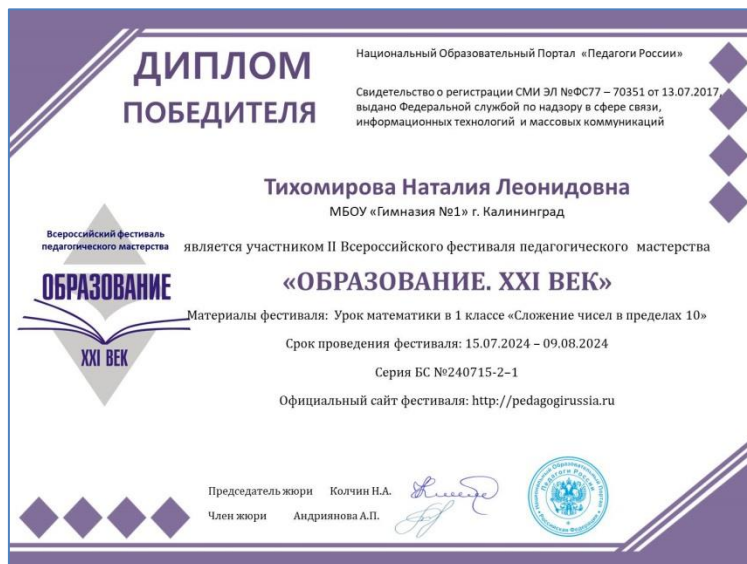 ДИПЛОМ
ПОБЕДИТЕЛЯ
Национальный Образовательный Портал «Педагоги России»
Свидетельство о регистрации СМИ ЭЛ №ФС77 – 70351 от 13.07.2017,
выдано Федеральной службой по надзору в сфере связи,
информационных технологий и массовых коммуникаций
Тихомирова Наталия Леонидовна
МБОУ «Гимназия №1» г. Калининград
Всероссийский фестиваль
педагогического мастерства
ОБРАЗОВАНИЕ
XXI ВЕК
является участником II Всероссийского фестиваля педагогического мастерства
«ОБРАЗОВАНИЕ. XXI ВЕК»
Материалы фестиваля: Урок математики в 1 классе «Сложение чисел в пределах 10»
Срок проведения фестиваля: 15.07.2024 – 09.08.2024
Серия БС №240715-2–1
Официальный сайт фестиваля: http://pedagogirussia.ru
Председатель жюри Колчин Н.А.
Член жюри Андриянова А.П.
Педагоги России